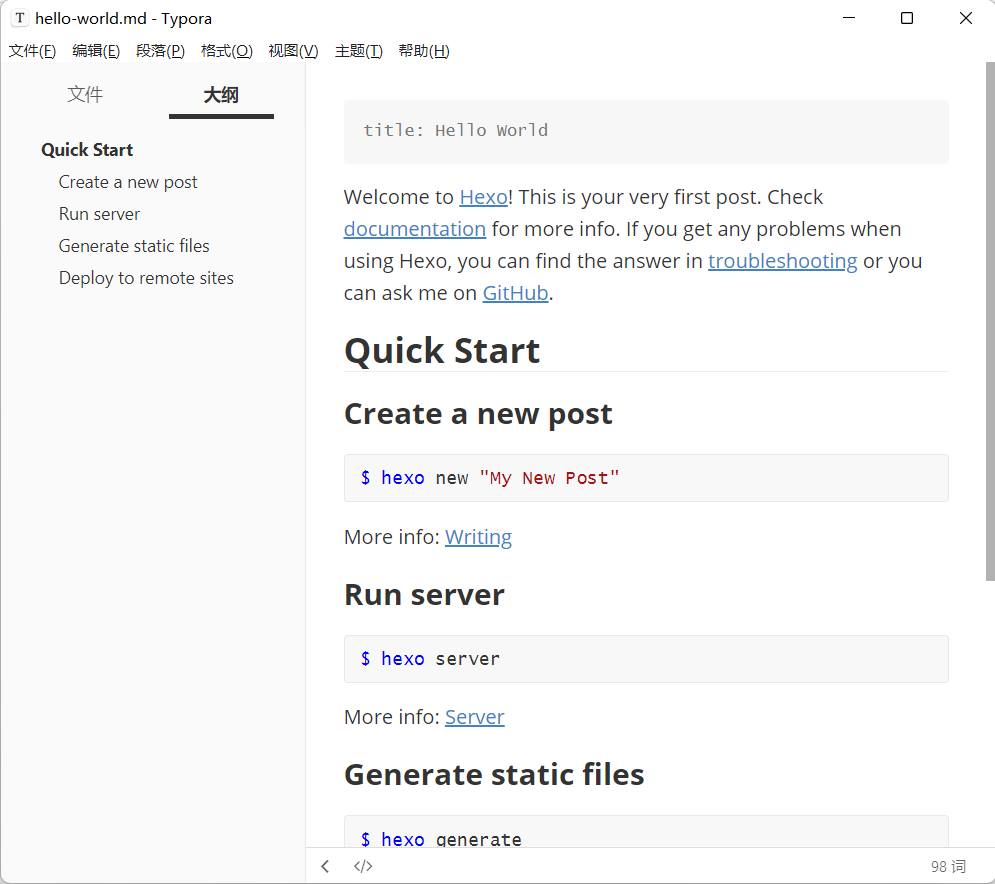 T hello-world.md - Typora
文件(F) 编辑(E) 段落(P) 格式(O) 视图(V) 主题(T) 帮助(H)
文件 大纲
Quick Start
Create a new post
Run server
Generate static files
Deploy to remote sites
title: Hello World
Welcome to Hexo! This is your very first post. Check
documentation for more info. If you get any problems when
using Hexo, you can find the answer in troubleshooting or you
can ask me on GitHub.
Quick Start
Create a new post
$ hexo new "My New Post"
More info: Writing
Run server
$ hexo server
More info: Server
Generate static files
$ hexo generate
</> 98 词